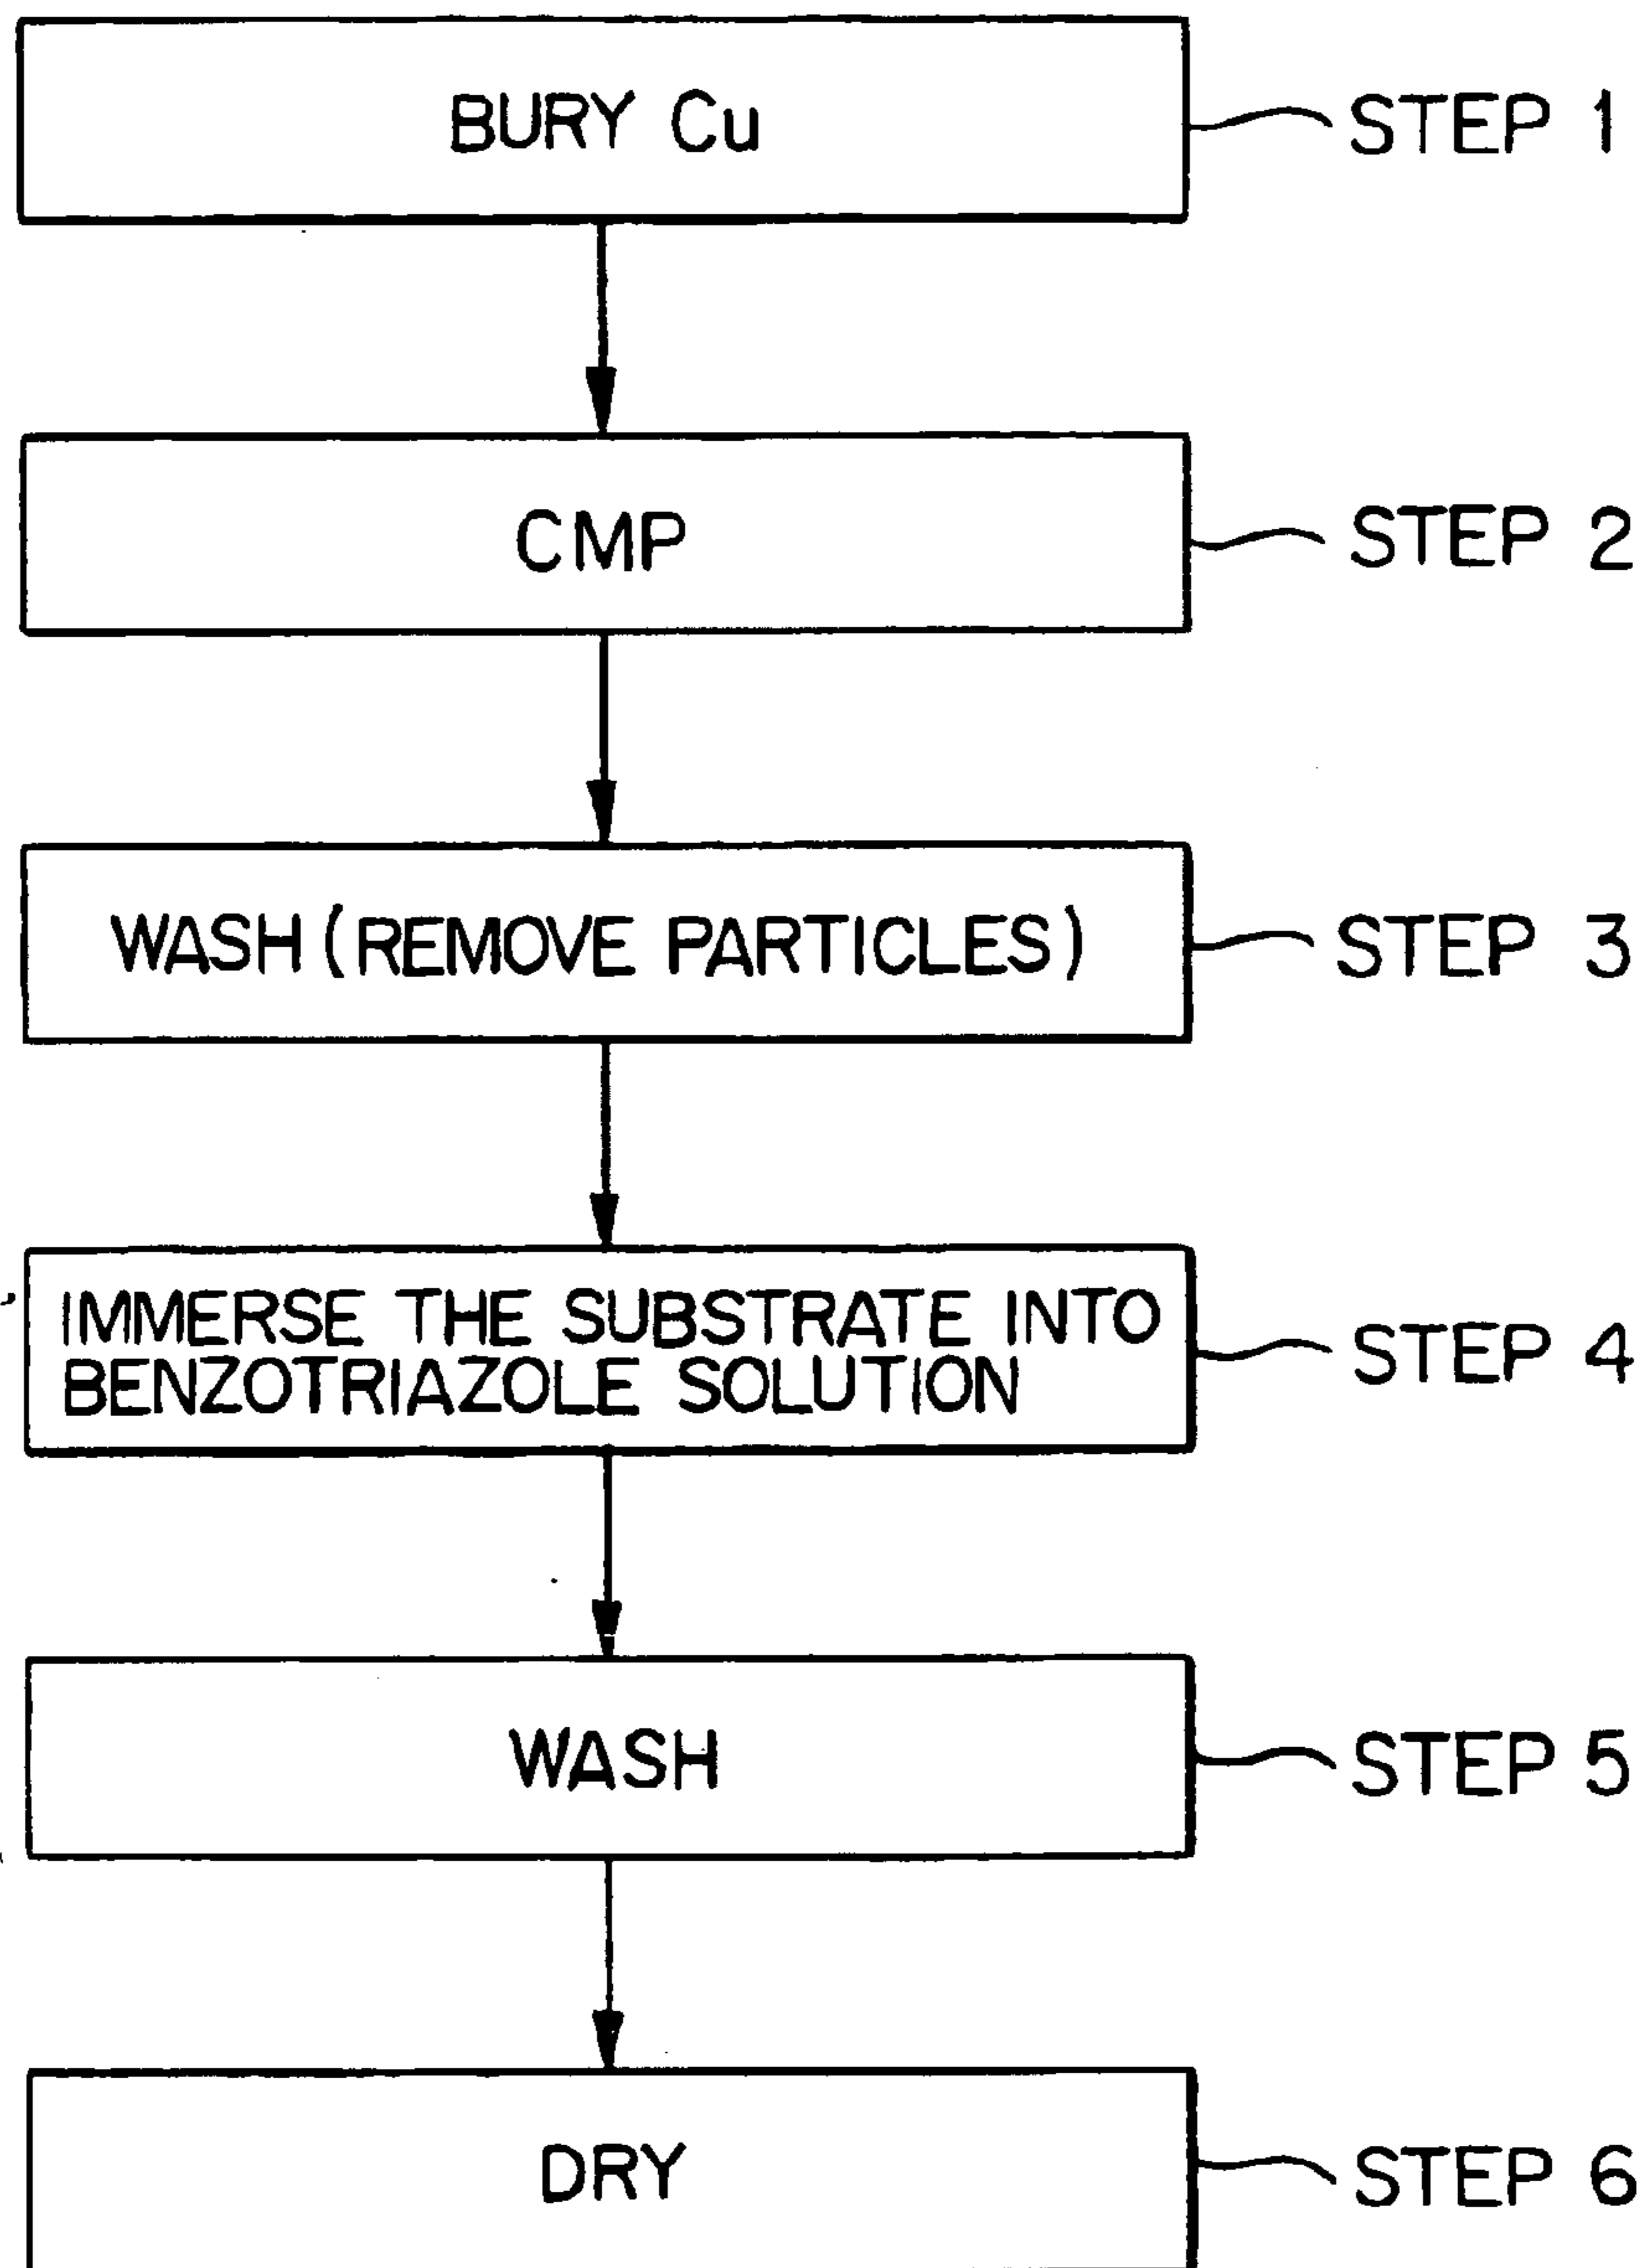 BURY Cu
STEP 1
CMP
STEP 2
WASH (REMOVE PARTICLES)
STEP 3
IMMERSE THE SUBSTRATE INTO
BENZOTRIAZOLE SOLUTION
STEP 4
WASH
STEP 5
DRY
STEP 6